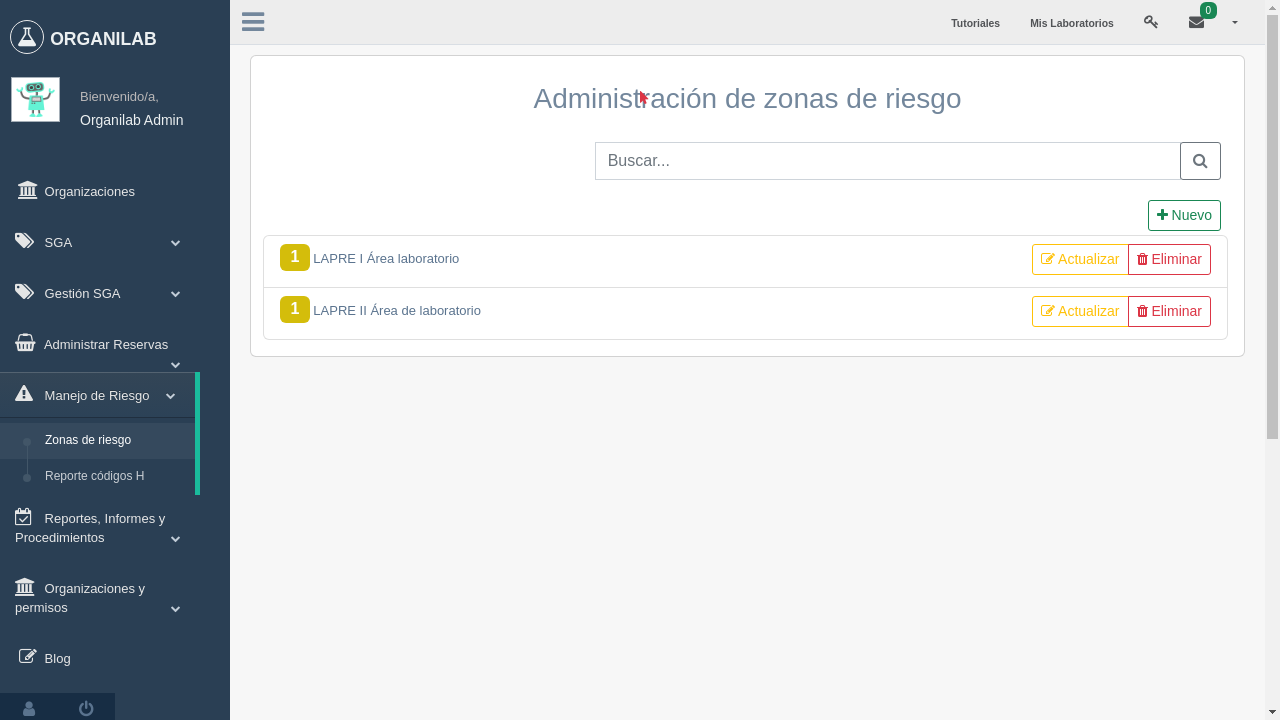 ORGANILAB
Bienvenido/a,
Organilab Admin
Organizaciones
SGA
Gestión SGA
Administrar Reservas
Manejo de Riesgo
Zonas de riesgo
Reporte códigos H
Reportes, Informes y
Procedimientos
Organizaciones y
permisos
Blog
Tutoriales
Mis Laboratorios
0
Administración de zonas de riesgo
Buscar...
Nuevo
1 LAPRE I Área laboratorio Actualizar Eliminar
1 LAPRE II Área de laboratorio Actualizar Eliminar